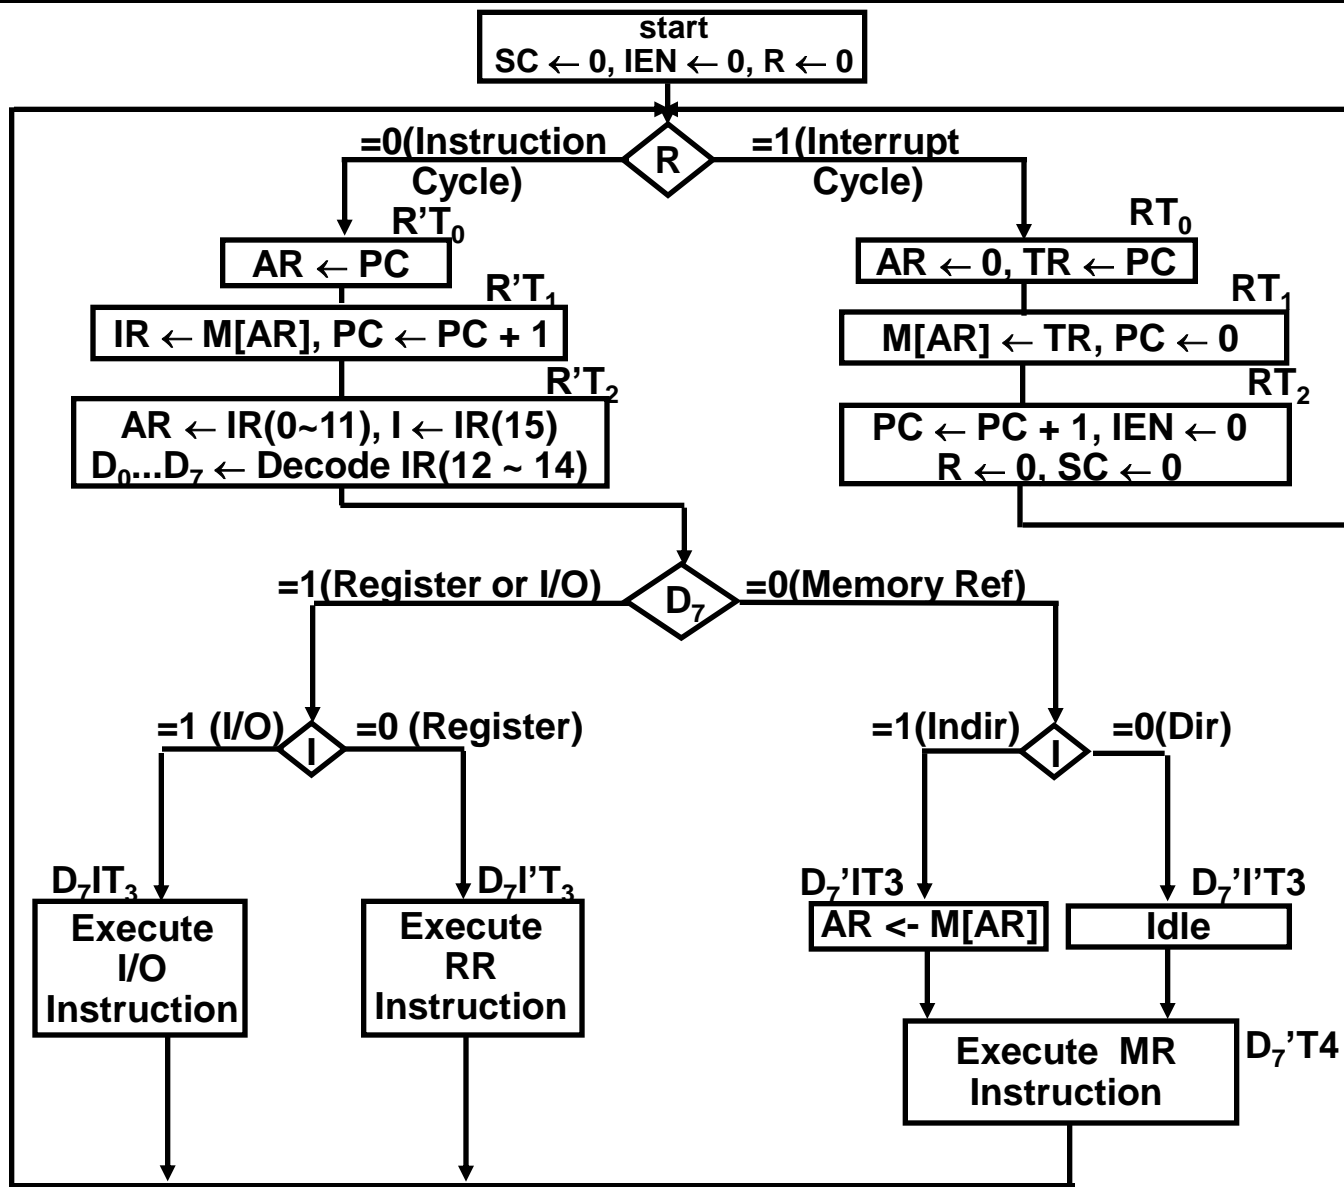 start
SC ← 0, IEN ← 0, R ← 0
=0(Instruction
Cycle)
R
=1(Interrupt
Cycle)
R’T₀
AR ← PC
R’T₁
IR ← M[AR], PC ← PC + 1
R’T₂
AR ← IR(0~11), I ← IR(15)
D₀...D₇ ← Decode IR(12 ~ 14)
RT₀
AR ← 0, TR ← PC
RT₁
M[AR] ← TR, PC ← 0
RT₂
PC ← PC + 1, IEN ← 0
R ← 0, SC ← 0
=1(Register or I/O)
D₇
=0(Memory Ref)
=1 (I/O)
I
=0 (Register)
=1(Indir)
I
=0(Dir)
D₇IT₃
Execute
I/O
Instruction
D₇I’T₃
Execute
RR
Instruction
D₇’IT3
AR <- M[AR]
D₇’I’T3
Idle
Execute MR
Instruction
D₇’T4